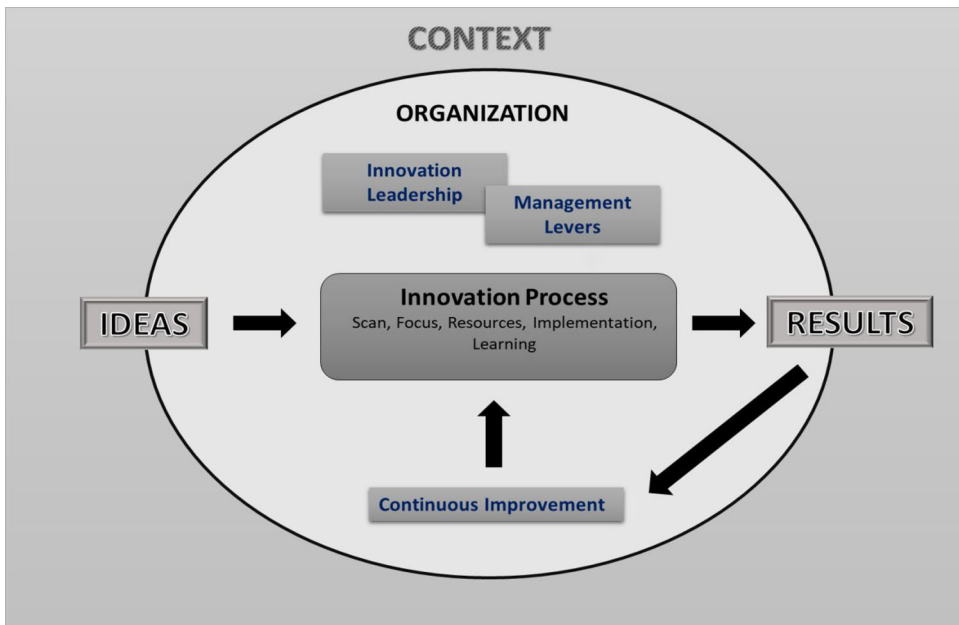 CONTEXT
ORGANIZATION
Innovation
Leadership
Management
Levers
IDEAS
Innovation Process
Scan, Focus, Resources, Implementation,
Learning
RESULTS
Continuous Improvement